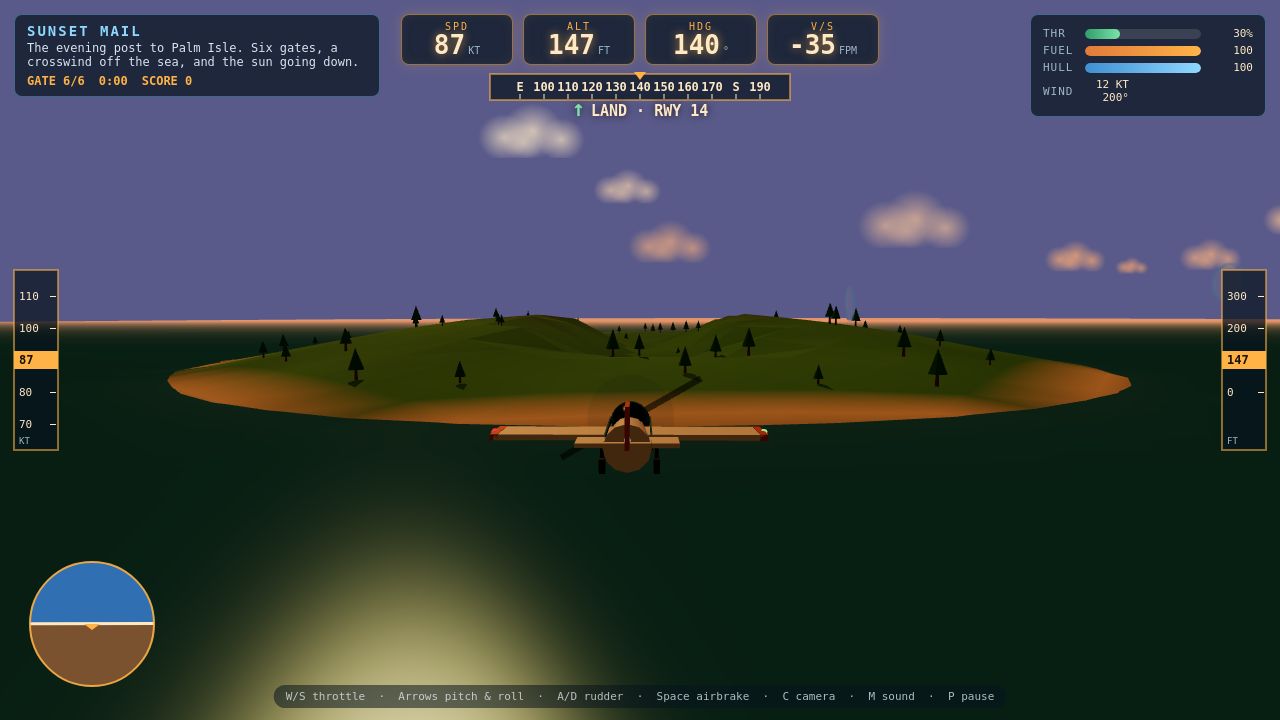 SUNSET MAIL
The evening post to Palm Isle. Six gates, a
crosswind off the sea, and the sun going down.
GATE 6/6 0:00 SCORE 0
SPD
87 KT
ALT
147 FT
HDG
140 °
V/S
-35 FPM
E 100 110 120 130 140 150 160 170 S 190
↑ LAND · RWY 14
THR 30%
FUEL 100
HULL 100
WIND 12 KT
200°
110
100
87
80
70
KT
300
200
147
0
FT
W/S throttle · Arrows pitch & roll · A/D rudder · Space airbrake · C camera · M sound · P pause